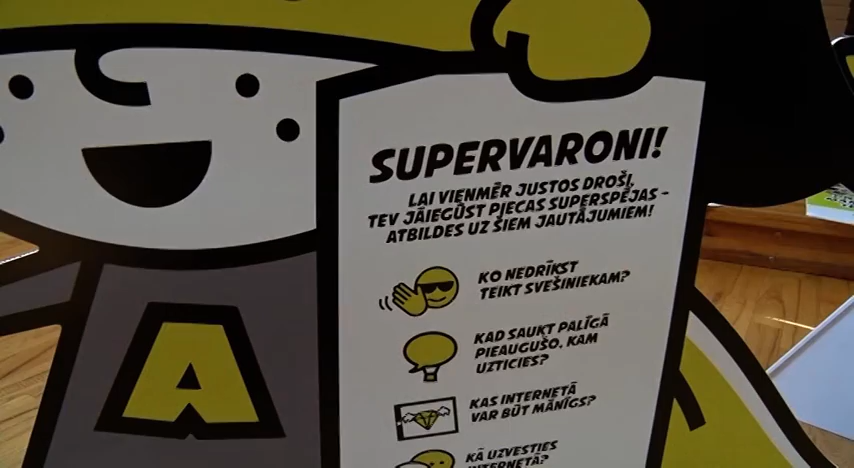 SUPERVARONI!
LAI VIENMĒR JUSTOS DROŠI,
TEV JĀIEGŪST PIECAS SUPERSPĒJAS –
ATBILDES UZ ŠIEM JAUTĀJUMIEM!
KO NEDRĪKST
TEIKT SVEŠINIEKAM?
KAD SAUKT PALĪGĀ
PIEAUGUŠO, KAM
UZTICIES?
KAS INTERNETĀ
VAR BŪT MĀNĪGS?
KĀ UZVESTIES
INTERNETĀ?
A